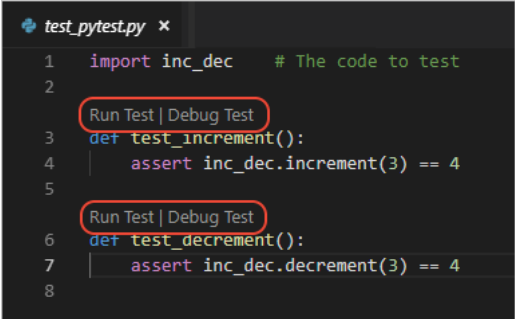 test_pytest.py ×
1 import inc_dec    # The code to test
2
Run Test | Debug Test
3 def test_increment():
4     assert inc_dec.increment(3) == 4
5
Run Test | Debug Test
6 def test_decrement():
7     assert inc_dec.decrement(3) == 4
8